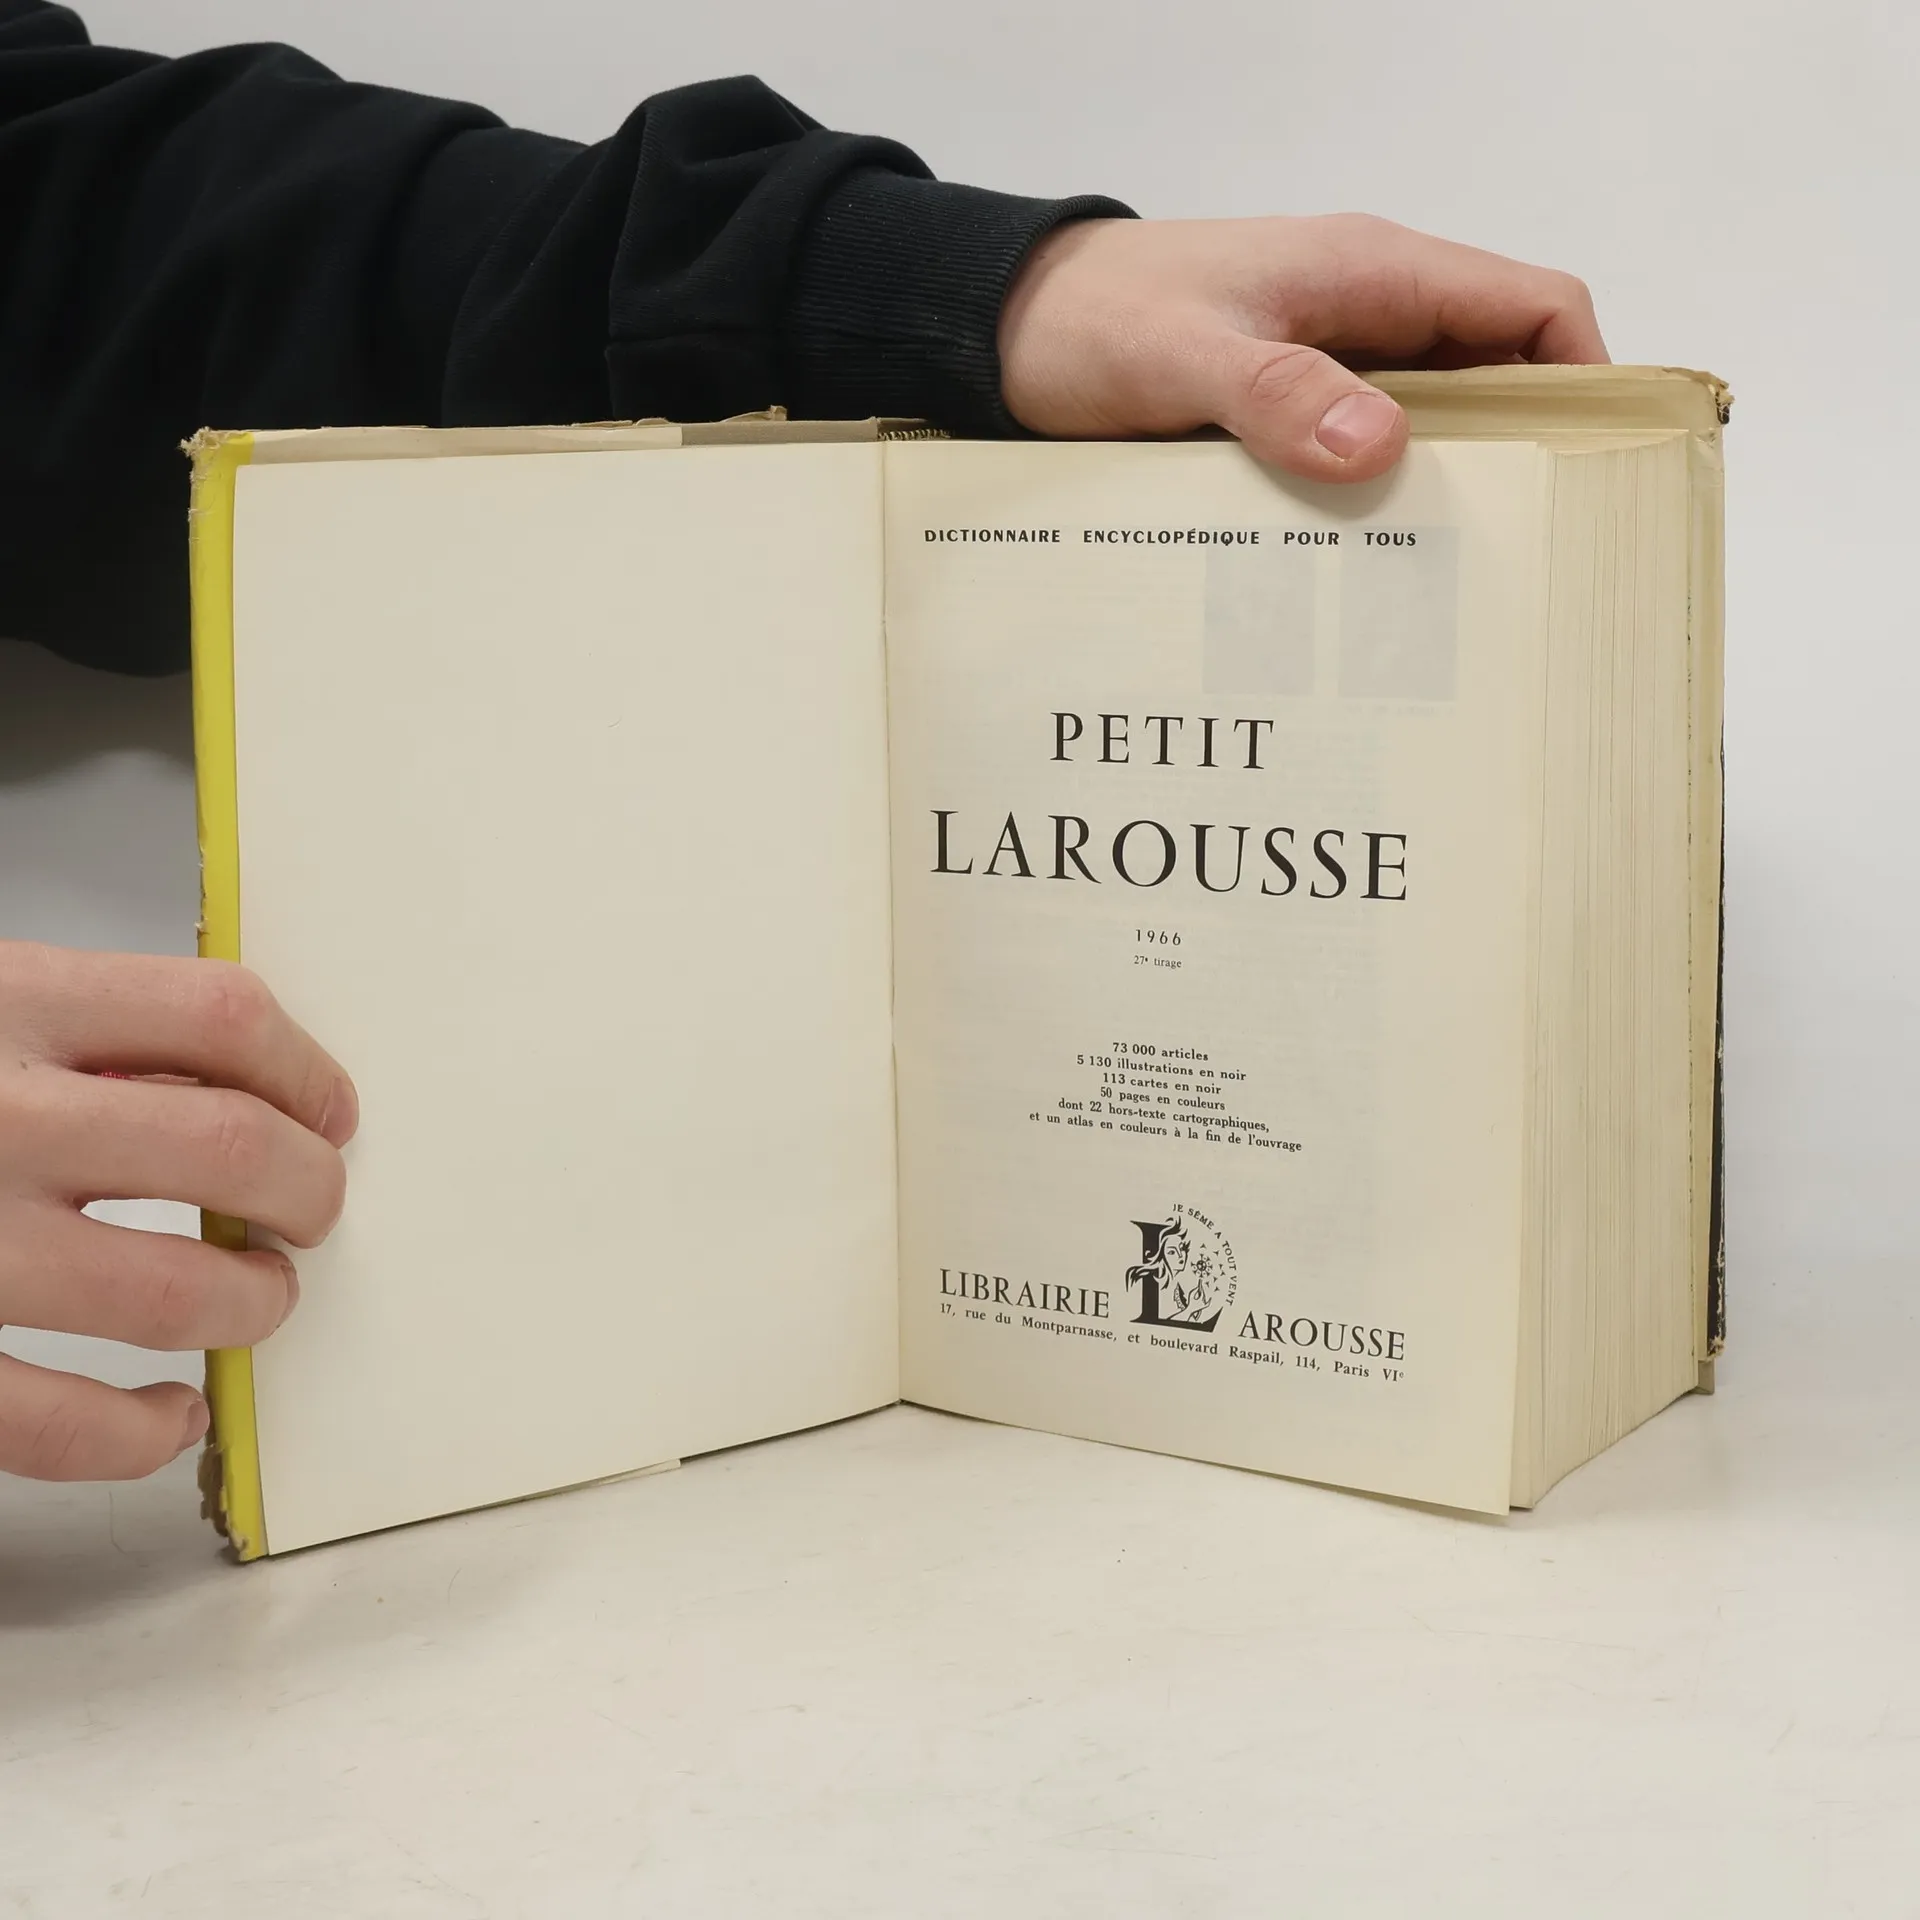 DICTIONNAIRE ENCYCLOPÉDIQUE POUR TOUS
PETIT
LAROUSSE
1966
27e tirage
73 000 articles
5 130 illustrations en noir
113 cartes en noir
50 pages en couleurs
dont 22 hors-texte cartographiques,
et un atlas en couleurs à la fin de l'ouvrage
JE SÈME A TOUT VENT
LIBRAIRIE LAROUSSE
17, rue du Montparnasse, et boulevard Raspail, 114, Paris VIe